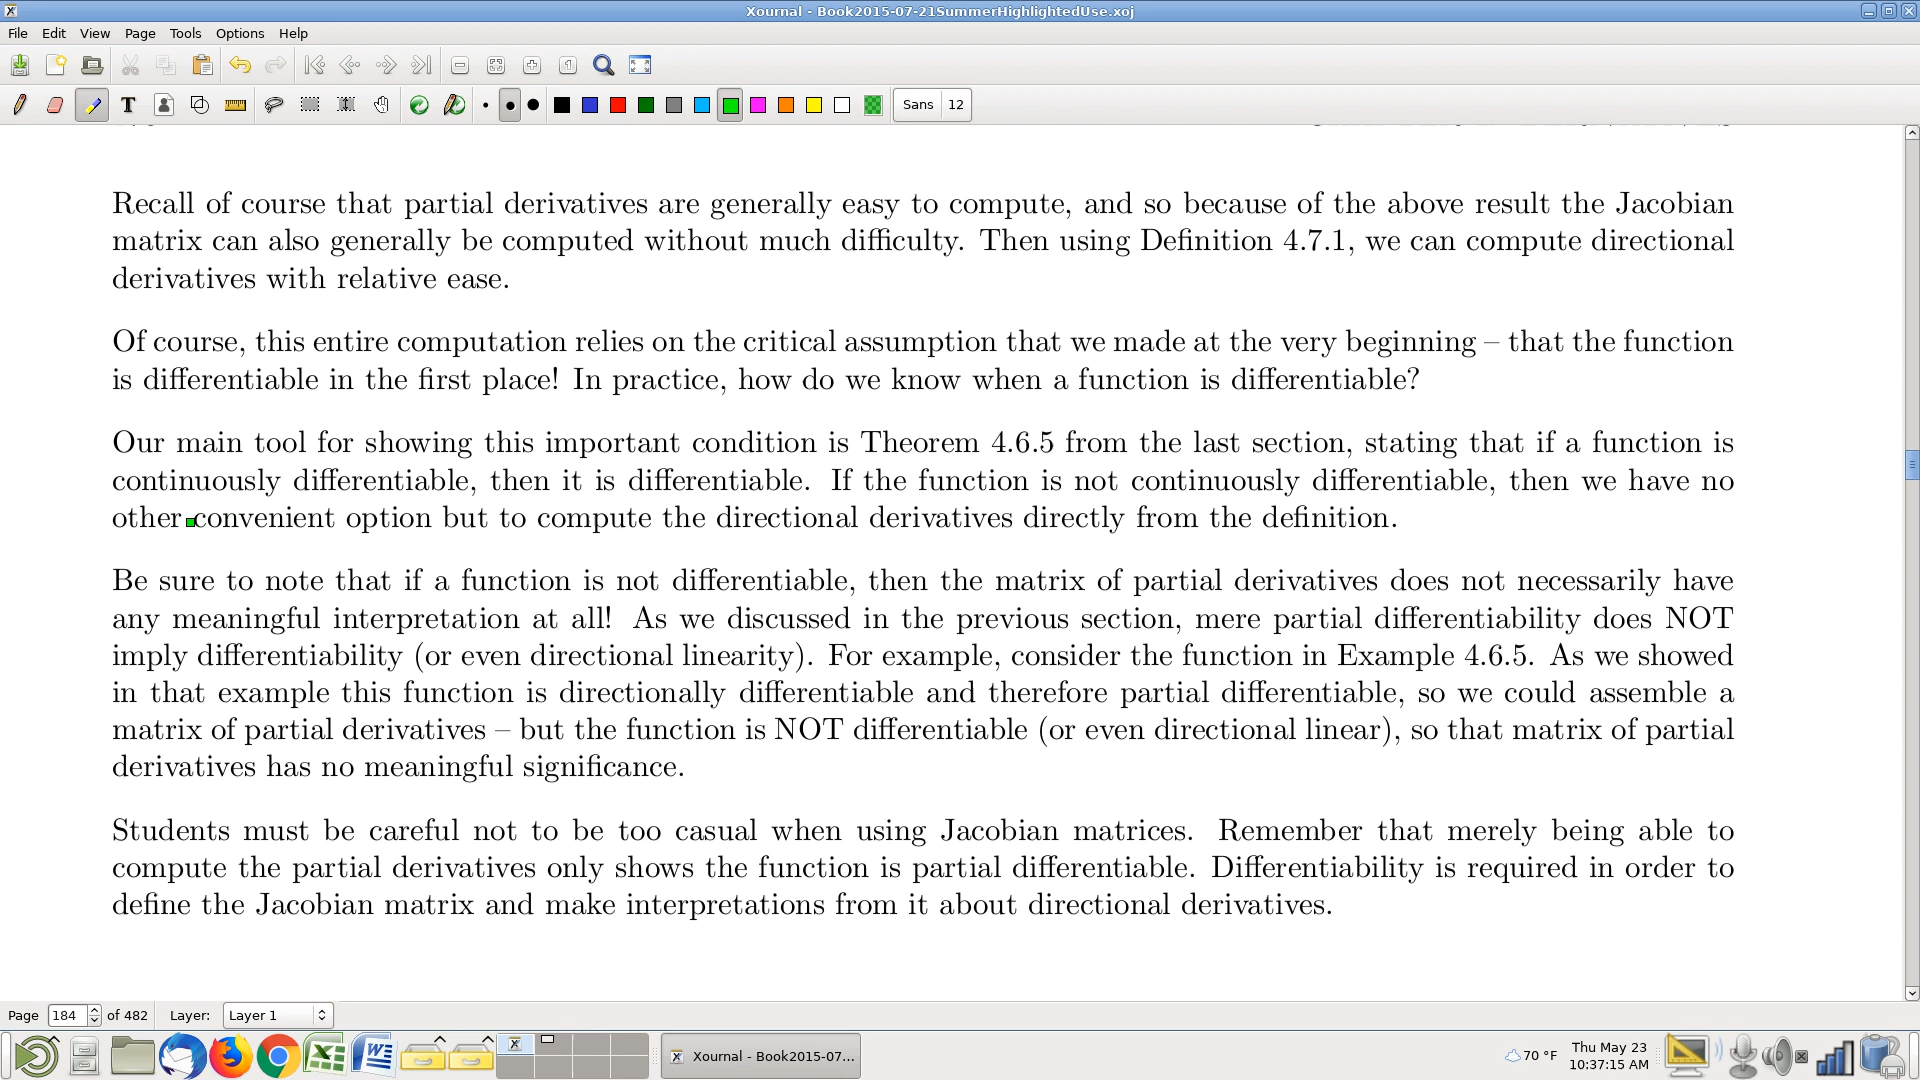 Xournal - Book2015-07-21SummerHighlightedUse.xoj
File Edit View Page Tools Options Help
Sans 12
Recall of course that partial derivatives are generally easy to compute, and so because of the above result the Jacobian
matrix can also generally be computed without much difficulty. Then using Definition 4.7.1, we can compute directional
derivatives with relative ease.
Of course, this entire computation relies on the critical assumption that we made at the very beginning – that the function
is differentiable in the first place! In practice, how do we know when a function is differentiable?
Our main tool for showing this important condition is Theorem 4.6.5 from the last section, stating that if a function is
continuously differentiable, then it is differentiable. If the function is not continuously differentiable, then we have no
other convenient option but to compute the directional derivatives directly from the definition.
Be sure to note that if a function is not differentiable, then the matrix of partial derivatives does not necessarily have
any meaningful interpretation at all! As we discussed in the previous section, mere partial differentiability does NOT
imply differentiability (or even directional linearity). For example, consider the function in Example 4.6.5. As we showed
in that example this function is directionally differentiable and therefore partial differentiable, so we could assemble a
matrix of partial derivatives – but the function is NOT differentiable (or even directional linear), so that matrix of partial
derivatives has no meaningful significance.
Students must be careful not to be too casual when using Jacobian matrices. Remember that merely being able to
compute the partial derivatives only shows the function is partial differentiable. Differentiability is required in order to
define the Jacobian matrix and make interpretations from it about directional derivatives.
Page 184 of 482 Layer: Layer 1
Xournal - Book2015-07...
70 °F
Thu May 23
10:37:15 AM